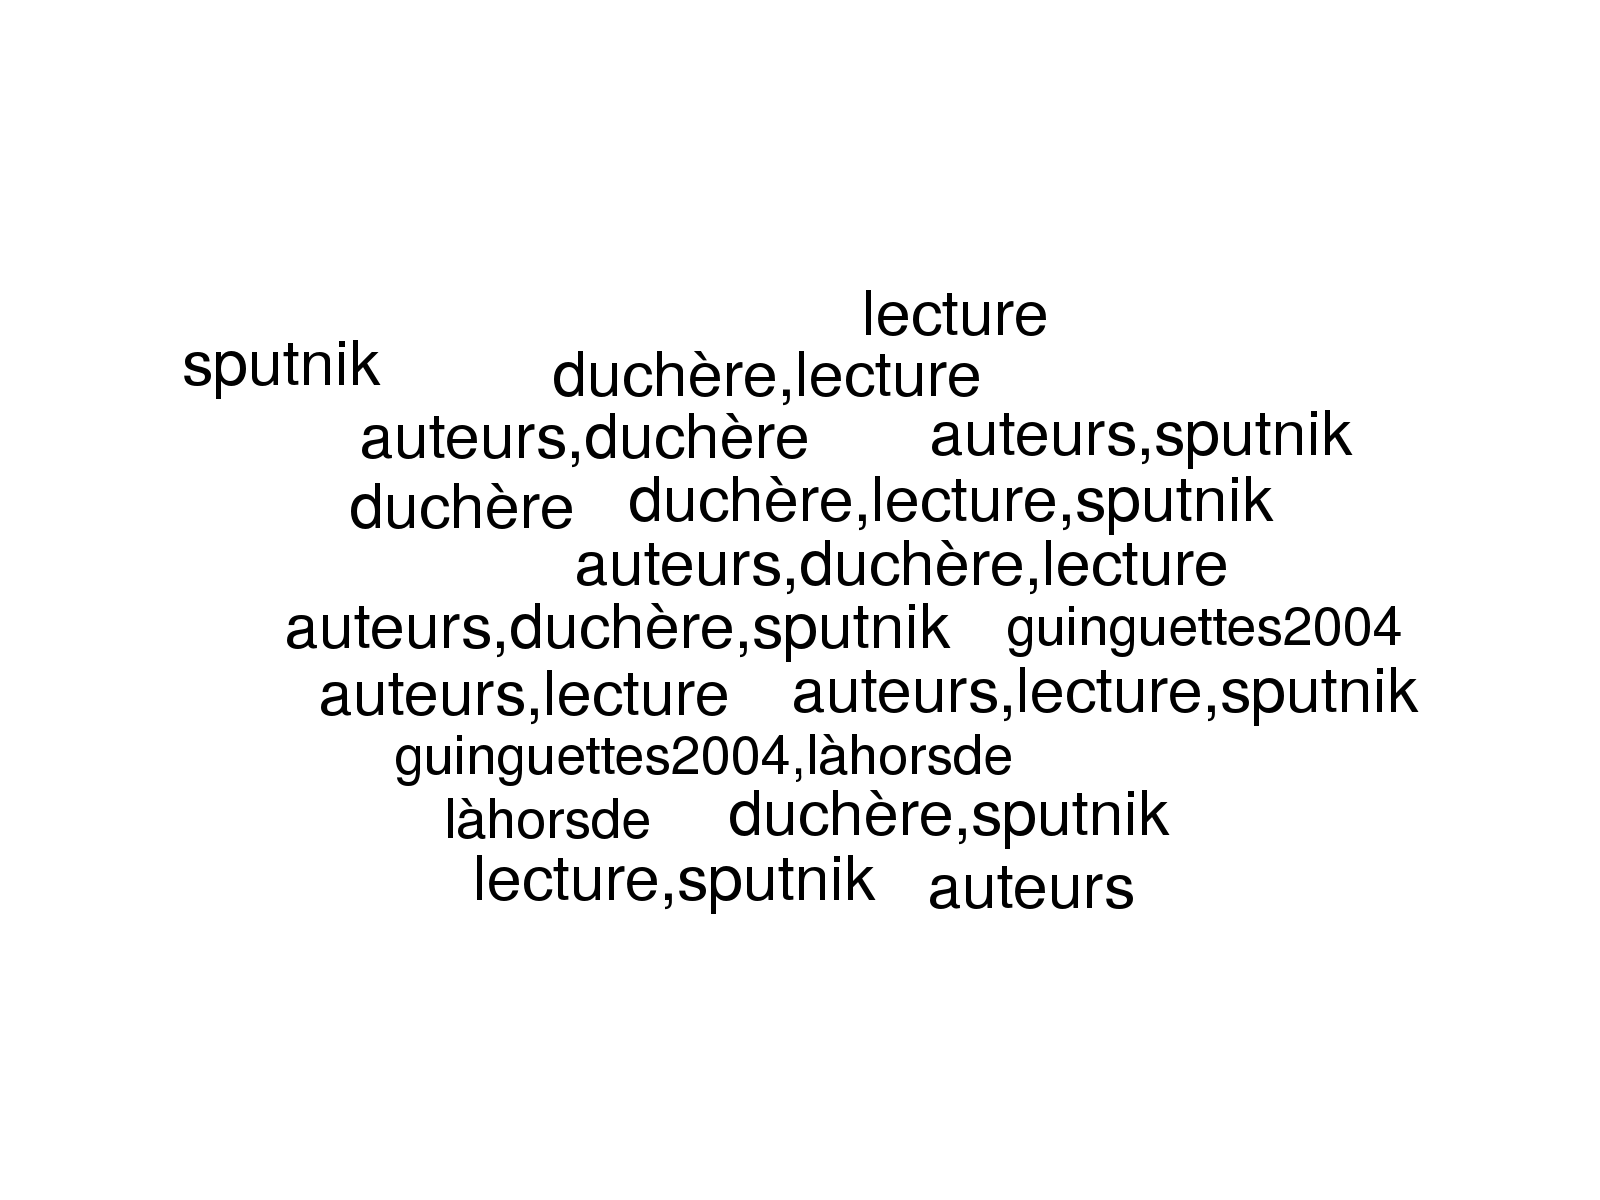 lecture
sputnik
duchère,lecture
auteurs,duchère
auteurs,sputnik
duchère
duchère,lecture,sputnik
auteurs,duchère,lecture
auteurs,duchère,sputnik
guinguettes2004
auteurs,lecture
auteurs,lecture,sputnik
guinguettes2004,làhorsde
làhorsde
duchère,sputnik
lecture,sputnik
auteurs